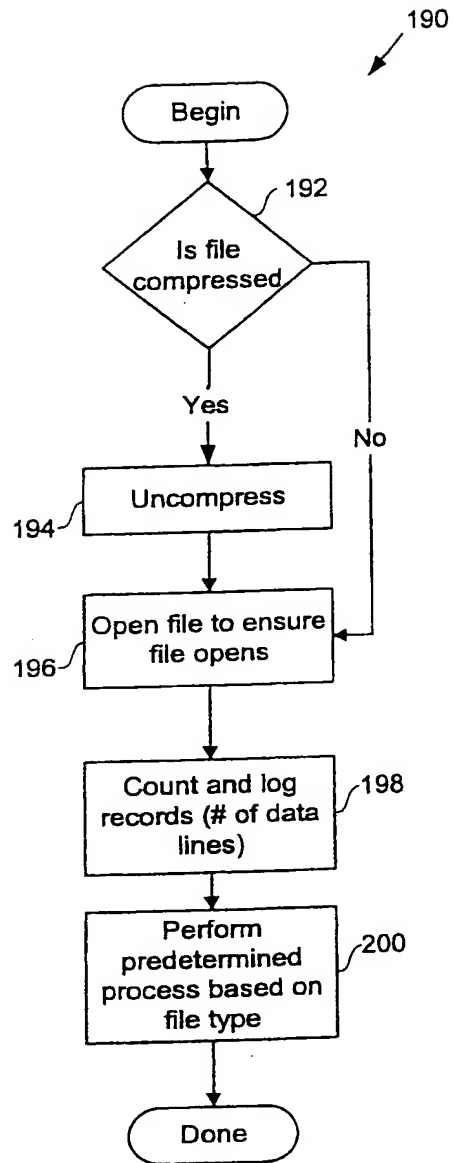 190
Begin
192
Is file
compressed
Yes
No
Uncompress
194
Open file to ensure
file opens
196
Count and log
records (# of data
lines)
198
Perform
predetermined
process based on
file type
200
Done